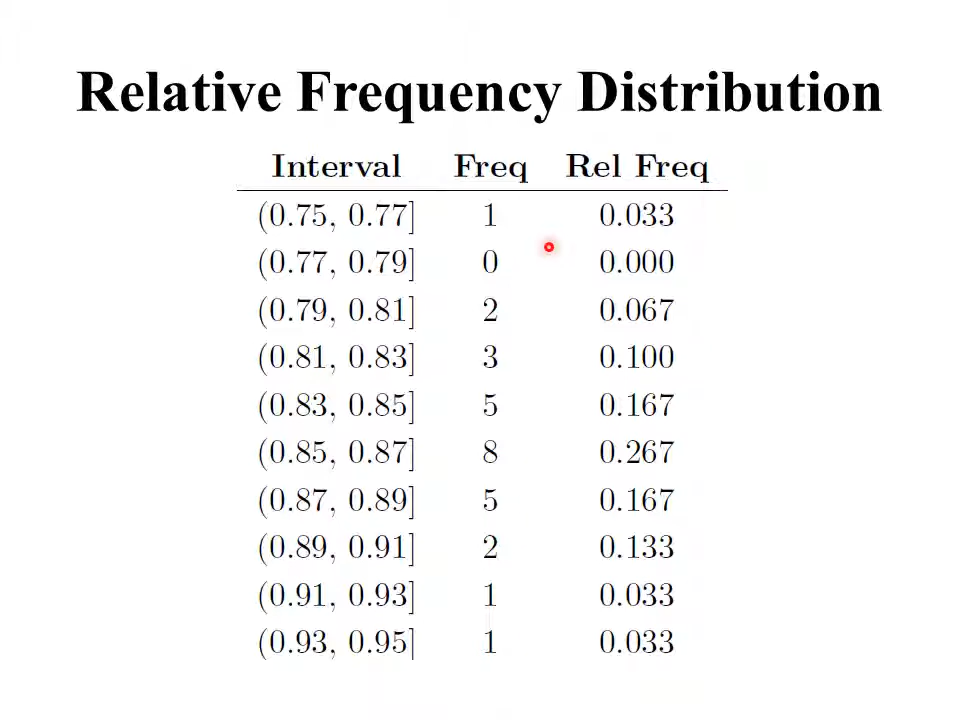 Relative Frequency Distribution
Interval Freq Rel Freq
(0.75, 0.77] 1 0.033
(0.77, 0.79] 0 0.000
(0.79, 0.81] 2 0.067
(0.81, 0.83] 3 0.100
(0.83, 0.85] 5 0.167
(0.85, 0.87] 8 0.267
(0.87, 0.89] 5 0.167
(0.89, 0.91] 2 0.133
(0.91, 0.93] 1 0.033
(0.93, 0.95] 1 0.033